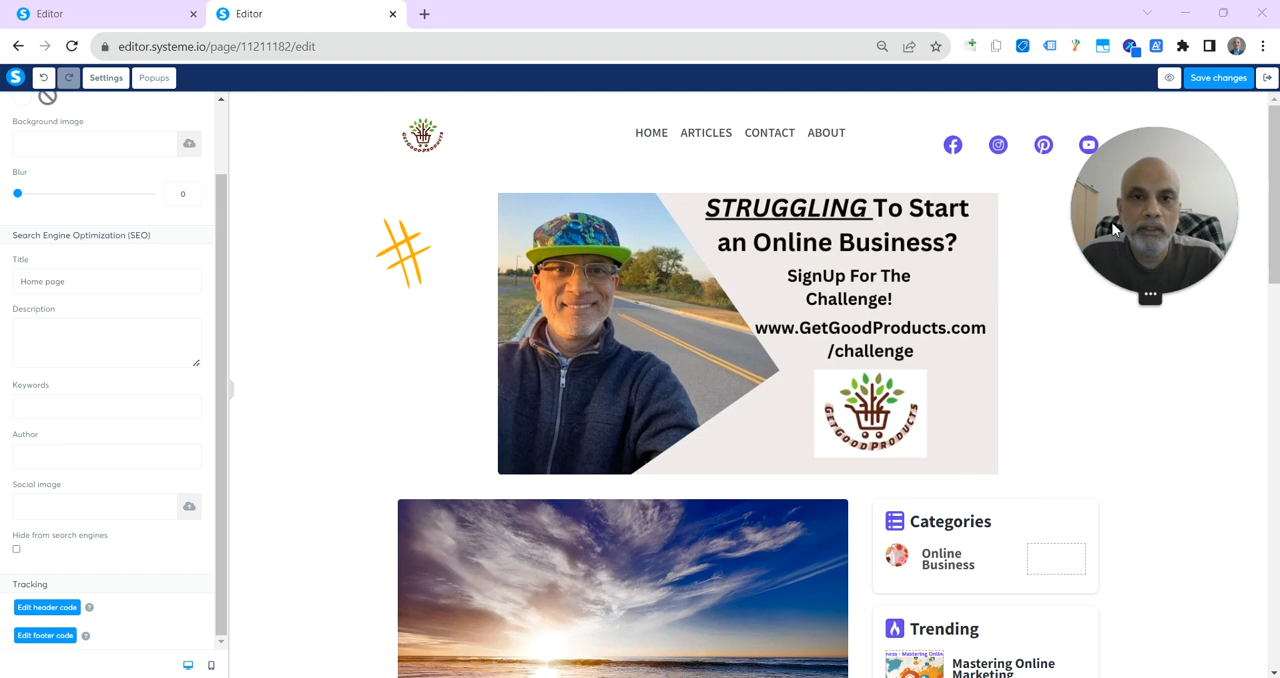 Editor
Editor
editor.systeme.io/page/11211182/edit
Settings
Popups
Save changes
Background image
Blur
0
Search Engine Optimization (SEO)
Title
Home page
Description
Keywords
Author
Social image
Hide from search engines
Tracking
Edit header code
Edit footer code
HOME ARTICLES CONTACT ABOUT
STRUGGLING To Start
an Online Business?
SignUp For The
Challenge!
www.GetGoodProducts.com
/challenge
GETGOODPRODUCTS
Categories
Online
Business
Trending
Mastering Online
Marketing